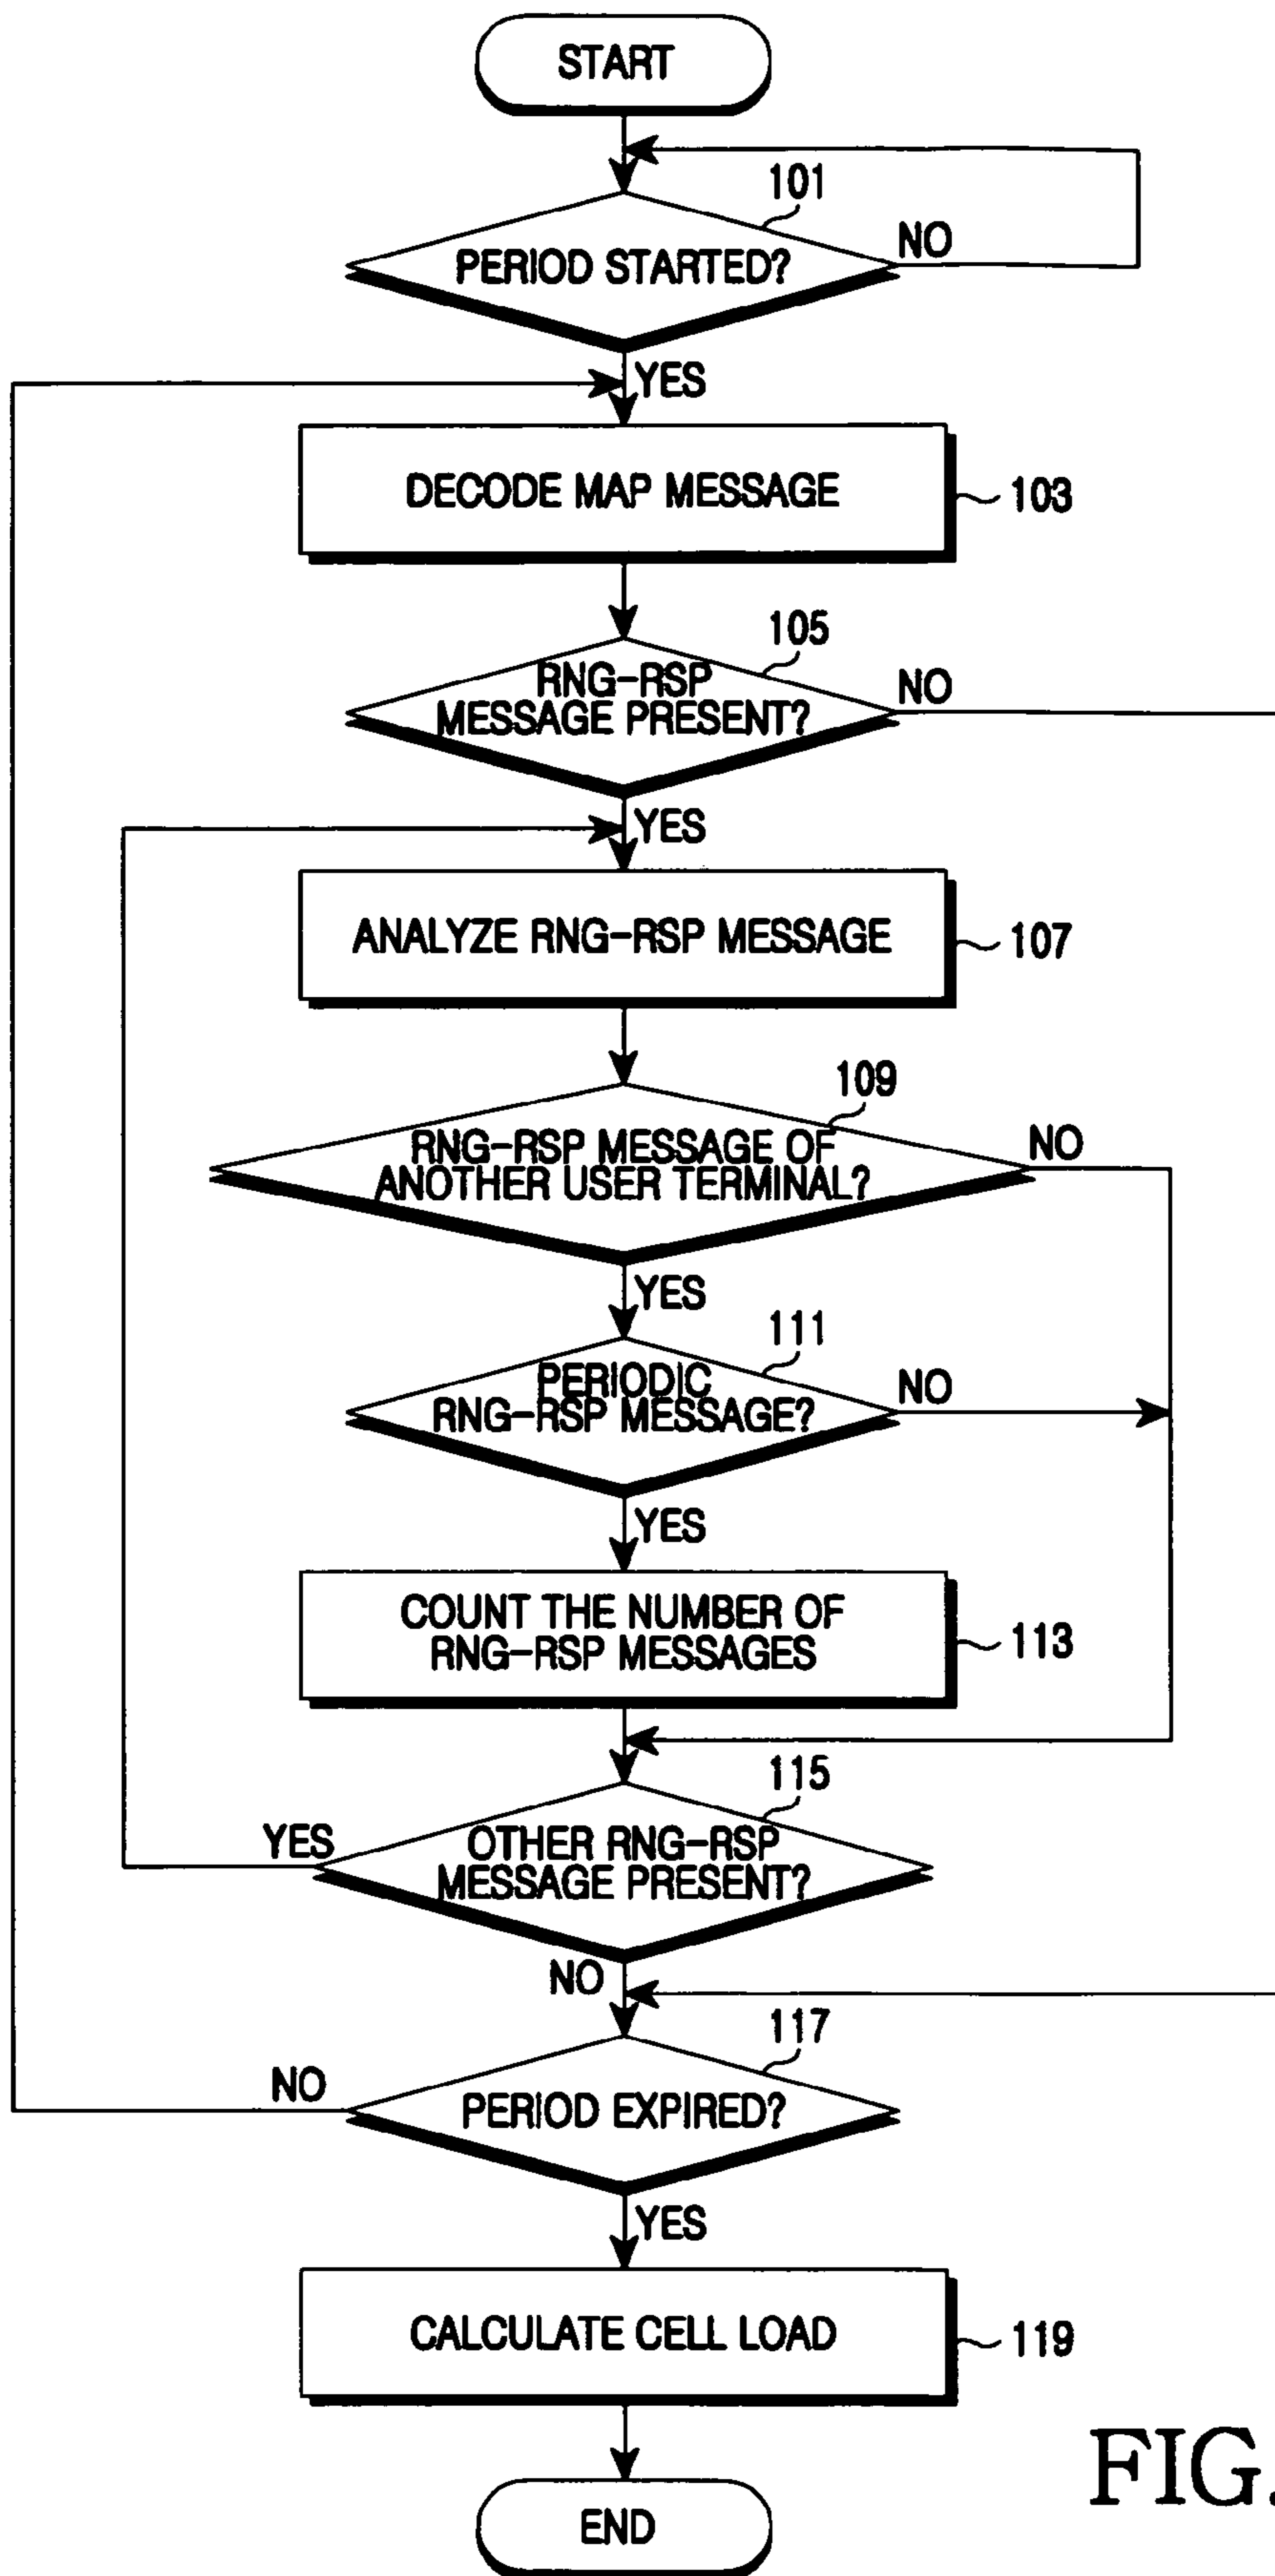 START
101
PERIOD STARTED?
NO
YES
DECODE MAP MESSAGE
103
105
RNG-RSP
MESSAGE PRESENT?
NO
YES
ANALYZE RNG-RSP MESSAGE
107
109
RNG-RSP MESSAGE OF
ANOTHER USER TERMINAL?
NO
YES
111
PERIODIC
RNG-RSP MESSAGE?
NO
YES
COUNT THE NUMBER OF
RNG-RSP MESSAGES
113
115
YES
OTHER RNG-RSP
MESSAGE PRESENT?
NO
117
NO
PERIOD EXPIRED?
YES
CALCULATE CELL LOAD
119
FIG.
END